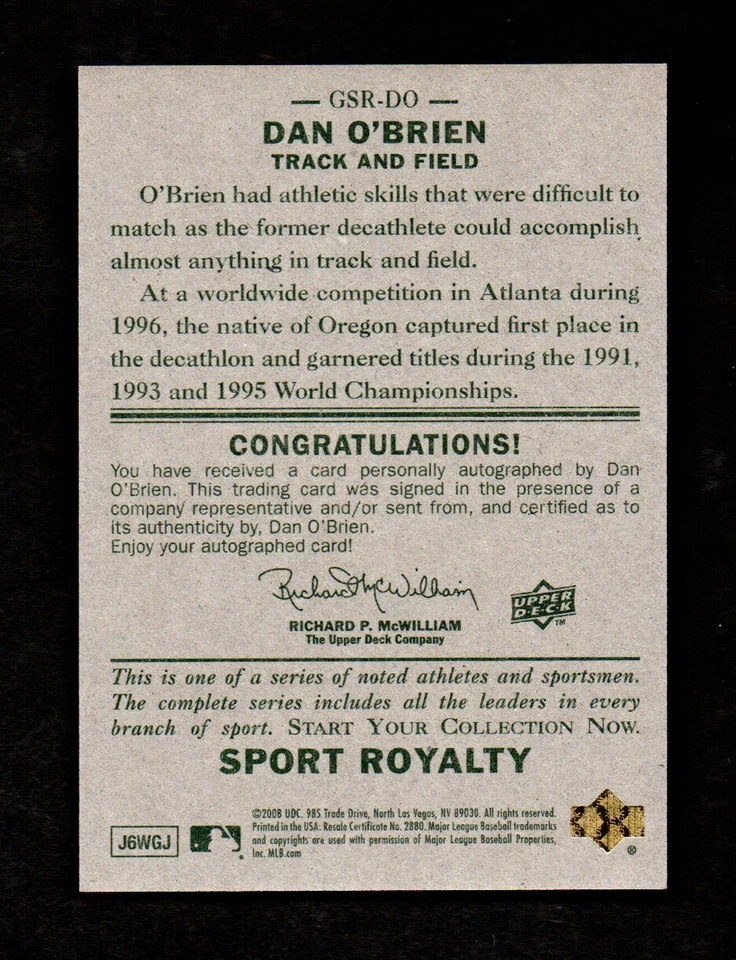 — GSR-DO —
DAN O'BRIEN
TRACK AND FIELD
O'Brien had athletic skills that were difficult to
match as the former decathlete could accomplish
almost anything in track and field.
At a worldwide competition in Atlanta during
1996, the native of Oregon captured first place in
the decathlon and garnered titles during the 1991,
1993 and 1995 World Championships.
CONGRATULATIONS!
You have received a card personally autographed by Dan
O'Brien. This trading card was signed in the presence of a
company representative and/or sent from, and certified as to
its authenticity by, Dan O'Brien.
Enjoy your autographed card!
Richard McWilliam
UPPER
D·E·C·K
TM
RICHARD P. McWILLIAM
The Upper Deck Company
This is one of a series of noted athletes and sportsmen.
The complete series includes all the leaders in every
branch of sport. START YOUR COLLECTION NOW.
SPORT ROYALTY
J6WGJ
©2008 UDC. 985 Trade Drive, North Las Vegas, NV 89030. All rights reserved.
Printed in the USA. Resale Certificate No. 2880. Major League Baseball trademarks
and copyrights are used with permission of Major League Baseball Properties,
Inc. MLB.com
®